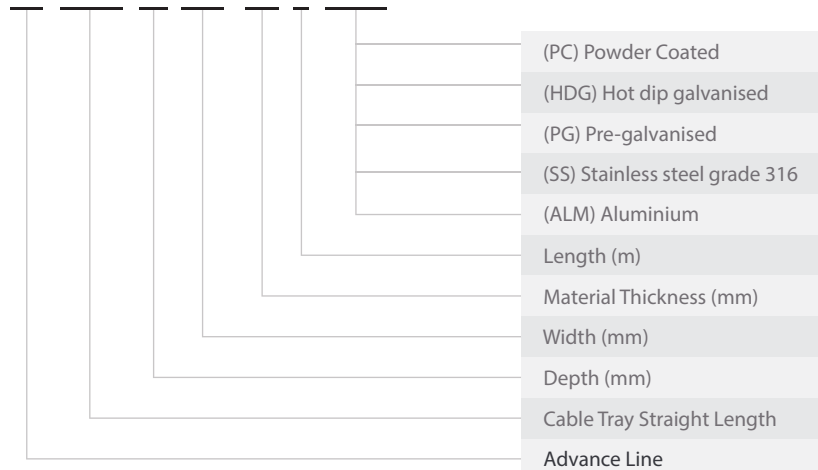 (PC) Powder Coated
(HDG) Hot dip galvanised
(PG) Pre-galvanised
(SS) Stainless steel grade 316
(ALM) Aluminium
Length (m)
Material Thickness (mm)
Width (mm)
Depth (mm)
Cable Tray Straight Length
Advance Line